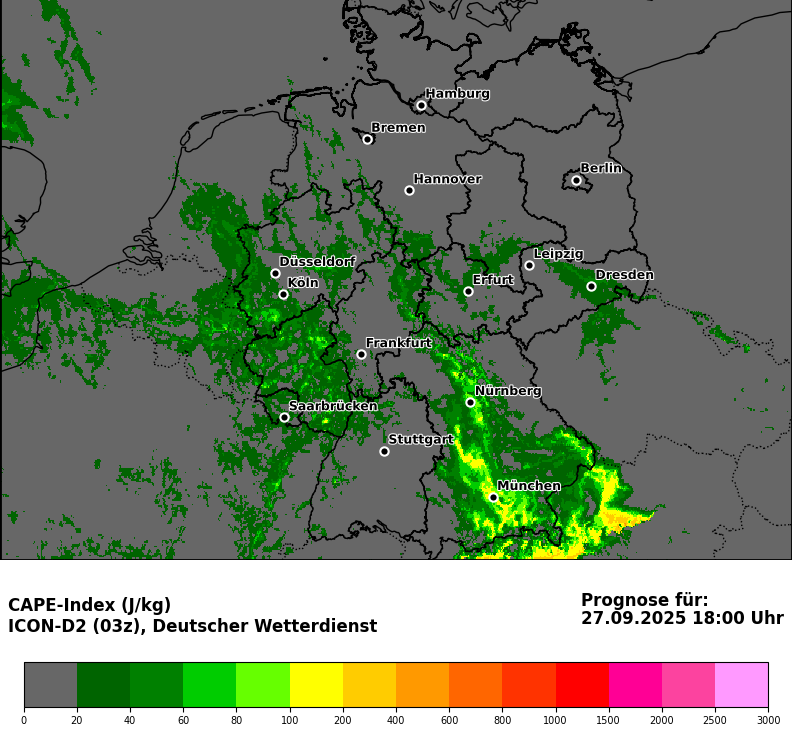 Hamburg
Bremen
Berlin
Hannover
Leipzig
Düsseldorf
Dresden
Köln
Erfurt
Frankfurt
Nürnberg
Saarbrücken
Stuttgart
München
CAPE-Index (J/kg)
ICON-D2 (03z), Deutscher Wetterdienst
Prognose für:
27.09.2025 18:00 Uhr
0 20 40 60 80 100 200 400 600 800 1000 1500 2000 2500 3000